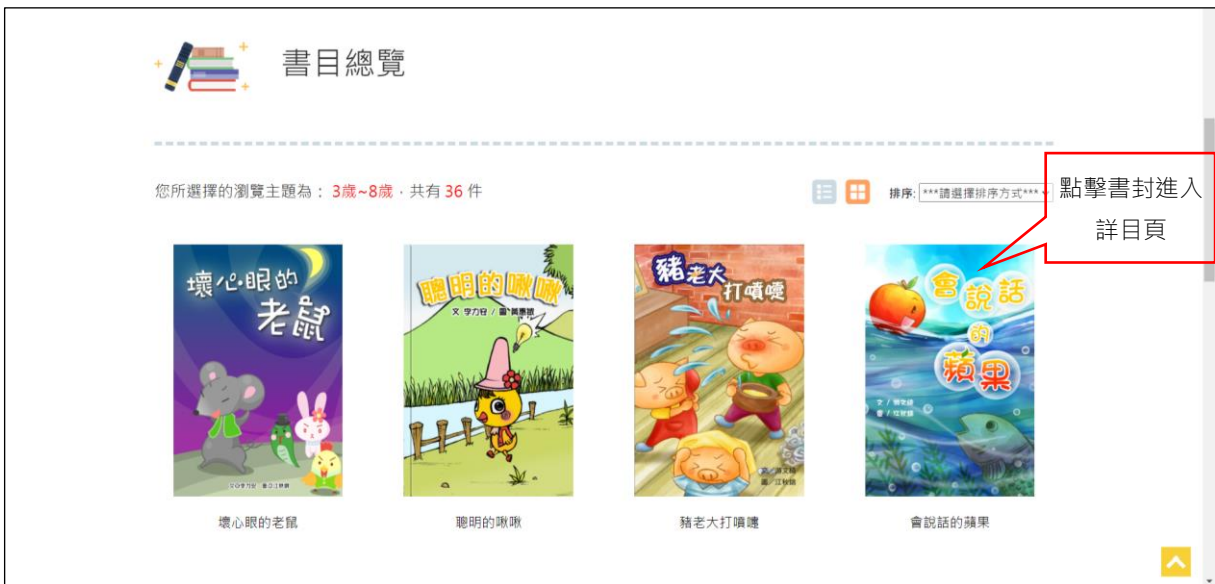 書目總覽
您所選擇的瀏覽主題為： 3歲~8歲，共有 36 件
排序: ***請選擇排序方式***
點擊書封進入
詳目頁
壞心眼的
老鼠
聰明的啾啾
文 李力安 / 圖 黃惠敏
豬老大
打噴嚏
會說話
的
蘋果
壞心眼的老鼠
聰明的啾啾
豬老大打噴嚏
會說話的蘋果